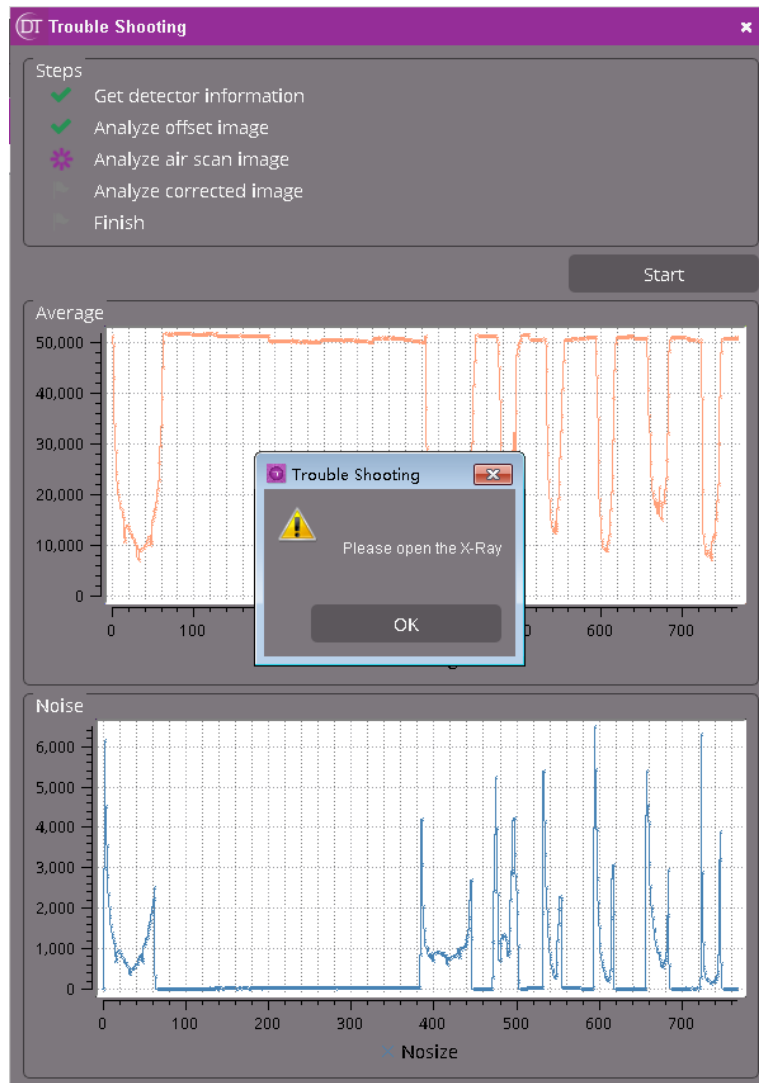 DT Trouble Shooting
Steps
Get detector information
Analyze offset image
Analyze air scan image
Analyze corrected image
Finish
Start
Average
50,000
40,000
30,000
20,000
10,000
0
0 100 600 700
Trouble Shooting
Please open the X-Ray
OK
Noise
6,000
5,000
4,000
3,000
2,000
1,000
0
0 100 200 300 400 500 600 700
Nosize